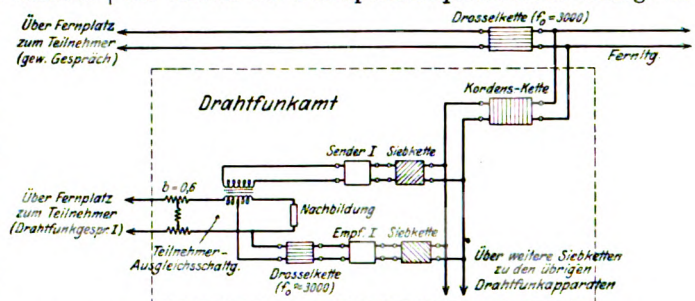 Drosselkette (f₀=3000)
Über Fernplatz
zum Teilnehmer
(gew. Gespräch)
Fernltg.
Kordens-Kette
Drahtfunkamt
Sender I Siebkette
b=0,6
Über Fernplatz
zum Teilnehmer
(Drahtfunkgespr. I)
Nachbildung
Teilnehmer-
Ausgleichsschaltg.
Empf. I Siebkette
Drosselkette
(f₀≈3000)
Über weitere Siebketten
zu den übrigen
Drahtfunkapparaten